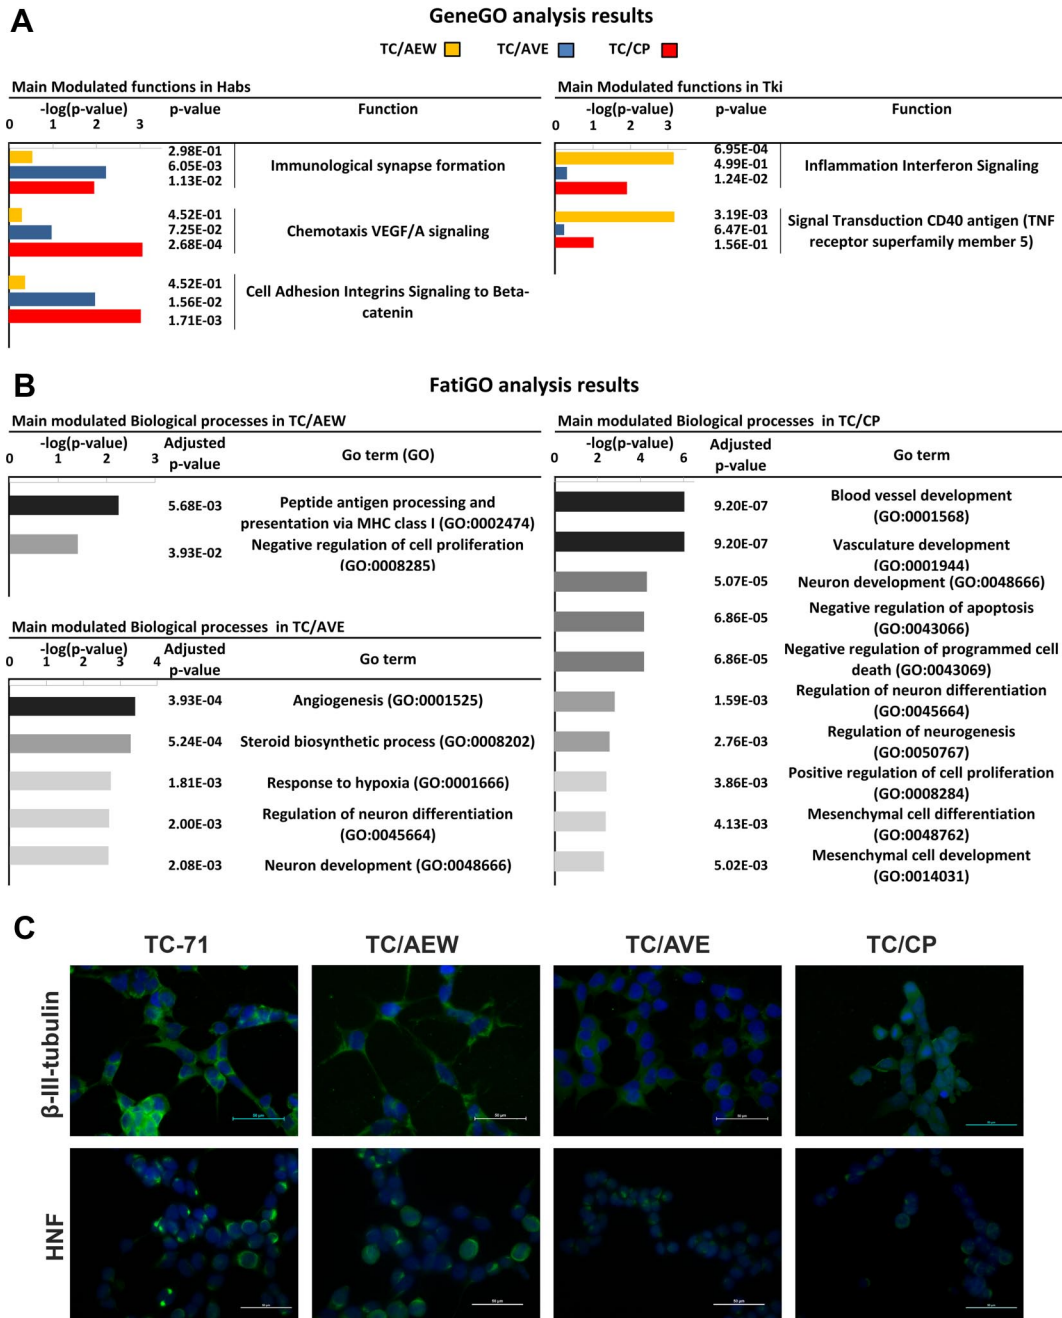 A
GeneGO analysis results
TC/AEW
TC/AVE
TC/CP
Main Modulated functions in Habs
-log(p-value)
p-value
Function
0 1 2 3
2.98E-01
6.05E-03
1.13E-02
Immunological synapse formation
4.52E-01
7.25E-02
2.68E-04
Chemotaxis VEGF/A signaling
4.52E-01
1.56E-02
1.71E-03
Cell Adhesion Integrins Signaling to Beta-
catenin
Main Modulated functions in Tki
-log(p-value)
p-value
Function
0 1 2 3
6.95E-04
4.99E-01
1.24E-02
Inflammation Interferon Signaling
3.19E-03
6.47E-01
1.56E-01
Signal Transduction CD40 antigen (TNF
receptor superfamily member 5)
B
FatiGO analysis results
Main modulated Biological processes in TC/AEW
-log(p-value)
Adjusted
p-value
Go term (GO)
0 1 2 3
5.68E-03
Peptide antigen processing and
presentation via MHC class I (GO:0002474)
3.93E-02
Negative regulation of cell proliferation
(GO:0008285)
Main modulated Biological processes in TC/AVE
-log(p-value)
Adjusted
p-value
Go term
0 1 2 3 4
3.93E-04
Angiogenesis (GO:0001525)
5.24E-04
Steroid biosynthetic process (GO:0008202)
1.81E-03
Response to hypoxia (GO:0001666)
2.00E-03
Regulation of neuron differentiation
(GO:0045664)
2.08E-03
Neuron development (GO:0048666)
Main modulated Biological processes in TC/CP
-log(p-value)
Adjusted
p-value
Go term
0 2 4 6
9.20E-07
Blood vessel development
(GO:0001568)
9.20E-07
Vasculature development
(GO:0001944)
5.07E-05
Neuron development (GO:0048666)
6.86E-05
Negative regulation of apoptosis
(GO:0043066)
6.86E-05
Negative regulation of programmed cell
death (GO:0043069)
1.59E-03
Regulation of neuron differentiation
(GO:0045664)
2.76E-03
Regulation of neurogenesis
(GO:0050767)
3.86E-03
Positive regulation of cell proliferation
(GO:0008284)
4.13E-03
Mesenchymal cell differentiation
(GO:0048762)
5.02E-03
Mesenchymal cell development
(GO:0014031)
C
TC-71
TC/AEW
TC/AVE
TC/CP
β-III-tubulin
50 µm
50 µm
50 µm
50 µm
HNF
50 µm
50 µm
50 µm
50 µm